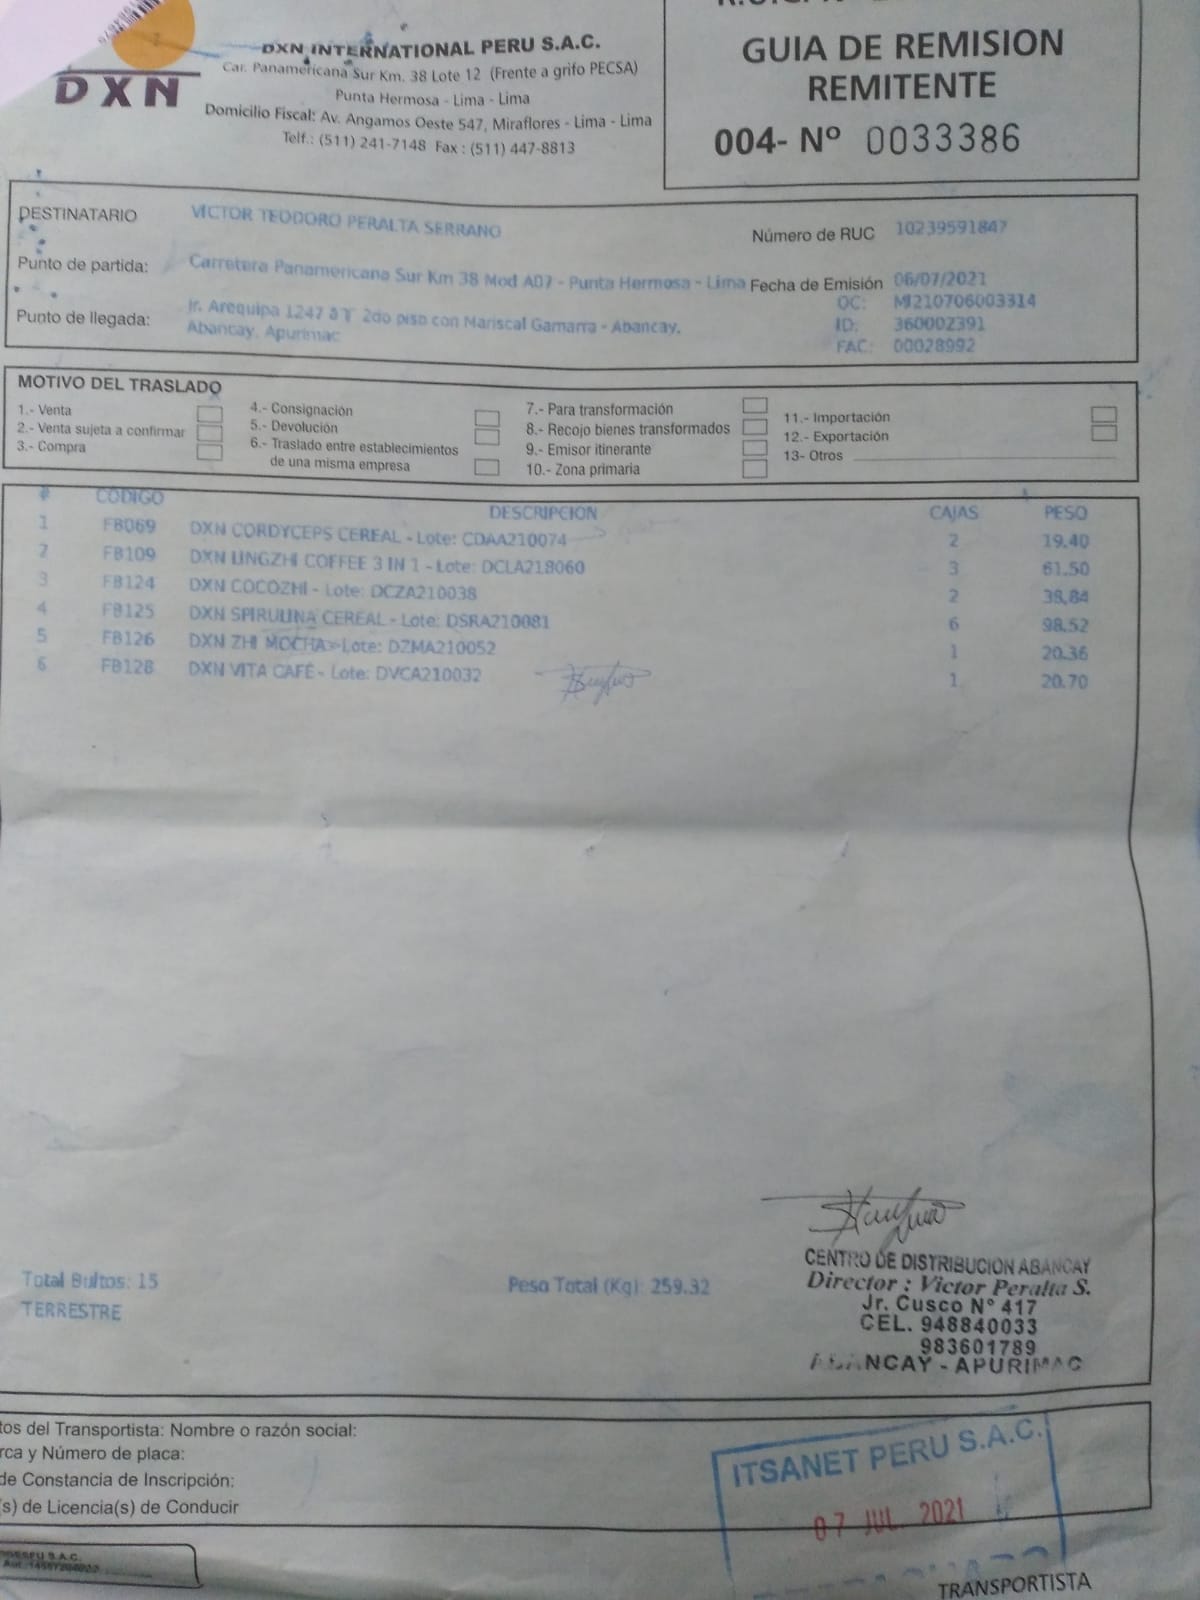 DXN
DXN INTERNATIONAL PERU S.A.C.
Car. Panamericana Sur Km. 38 Lote 12 (Frente a grifo PECSA)
Punta Hermosa - Lima - Lima
Domicilio Fiscal: Av. Angamos Oeste 547, Miraflores - Lima - Lima
Telf.: (511) 241-7148 Fax : (511) 447-8813
GUIA DE REMISION
REMITENTE
004- Nº 0033386
DESTINATARIO VICTOR TEODORO PERALTA SERRANO
Número de RUC 10239591847
Punto de partida: Carretera Panamericana Sur Km 38 Mod A07 - Punta Hermosa - Lima
Fecha de Emisión 06/07/2021
Punto de llegada: Jr. Arequipa 1247 2do piso con Mariscal Gamarra - Abancay.
Abancay, Apurimac
OC: MI210706003314
ID: 360002391
FAC: 00028992
MOTIVO DEL TRASLADO
1.- Venta
2.- Venta sujeta a confirmar
3.- Compra
4.- Consignación
5.- Devolución
6.- Traslado entre establecimientos
de una misma empresa
7.- Para transformación
8.- Recojo bienes transformados
9.- Emisor itinerante
10.- Zona primaria
11.- Importación
12.- Exportación
13- Otros
# CODIGO DESCRIPCION CAJAS PESO
1 FB069 DXN CORDYCEPS CEREAL - Lote: CDAA210074 2 19.40
2 FB109 DXN LINGZHI COFFEE 3 IN 1 - Lote: DCLA218060 3 61.50
3 FB124 DXN COCOZHI - Lote: DCZA210038 2 38,84
4 FB125 DXN SPIRULINA CEREAL - Lote: DSRA210081 6 98.52
5 FB126 DXN ZHI MOCHA - Lote: DZMA210052 1 20.36
6 FB128 DXN VITA CAFÉ - Lote: DVCA210032 1 20.70
Total Bultos: 15
TERRESTRE
Peso Total (Kg): 259.32
CENTRO DE DISTRIBUCION ABANCAY
Director : Victor Peralta S.
Jr. Cusco N° 417
CEL. 948840033
983601789
ABANCAY - APURIMAC
tos del Transportista: Nombre o razón social:
rca y Número de placa:
de Constancia de Inscripción:
(s) de Licencia(s) de Conducir
ITSANET PERU S.A.C.
07 JUL. 2021
TRANSPORTISTA